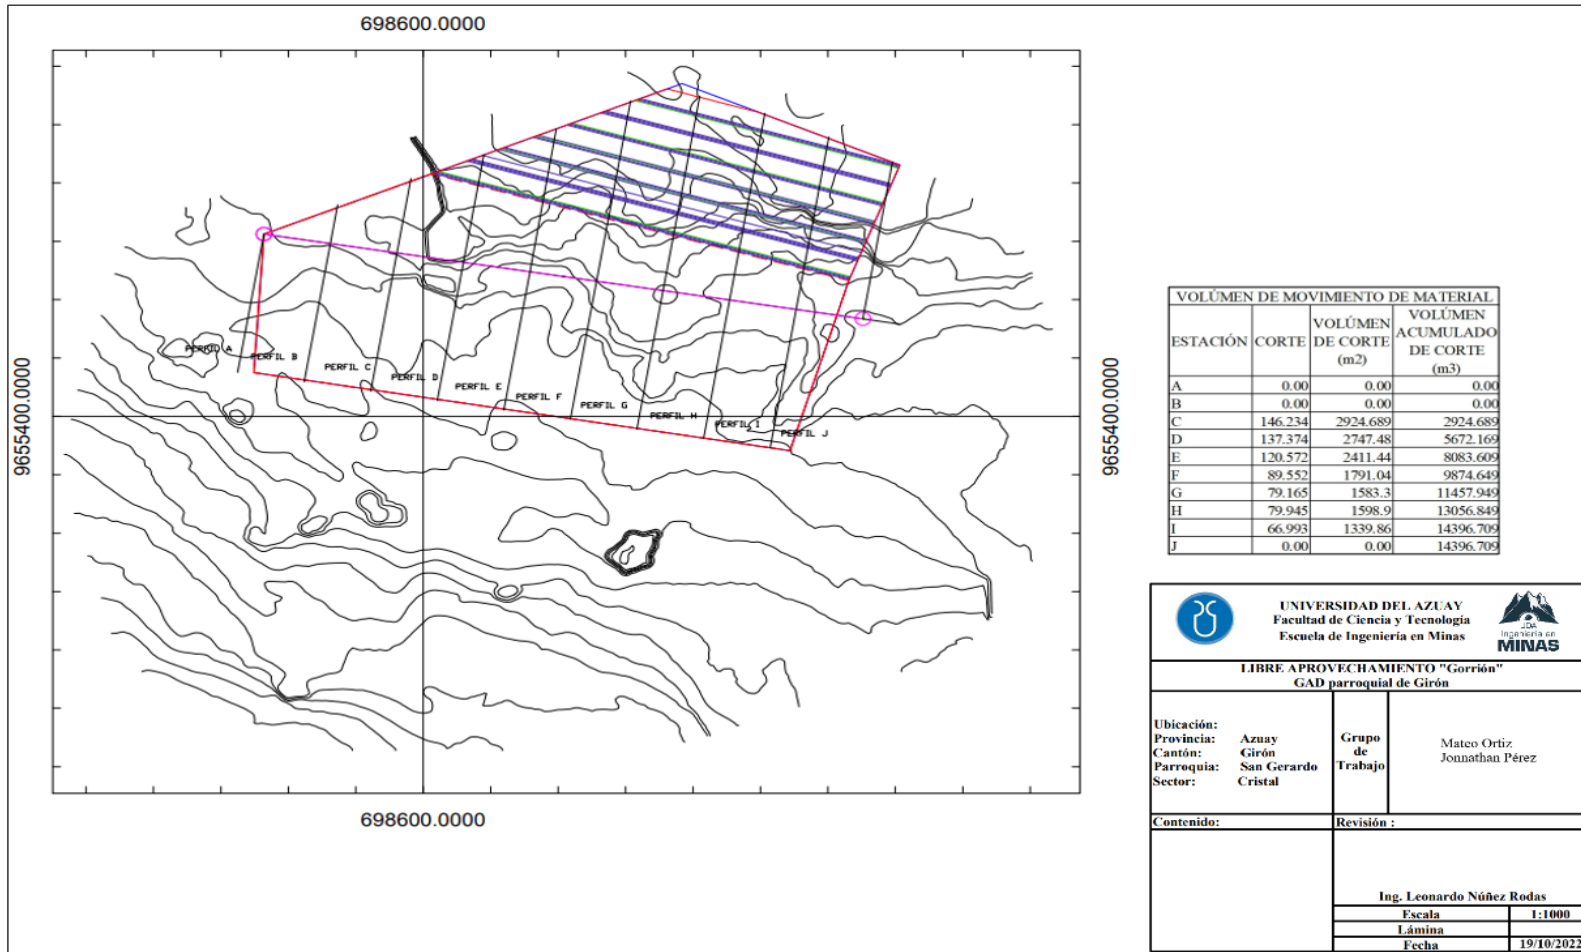 698600.0000
9655400.0000
9655400.0000
PERFIL A
PERFIL B
PERFIL C
PERFIL D
PERFIL E
PERFIL F
PERFIL G
PERFIL H
PERFIL I
PERFIL J
698600.0000
VOLÚMEN DE MOVIMIENTO DE MATERIAL
ESTACIÓN CORTE VOLÚMEN DE CORTE (m2) VOLÚMEN ACUMULADO DE CORTE (m3)
A 0.00 0.00 0.00
B 0.00 0.00 0.00
C 146.234 2924.689 2924.689
D 137.374 2747.48 5672.169
E 120.572 2411.44 8083.609
F 89.552 1791.04 9874.649
G 79.165 1583.3 11457.949
H 79.945 1598.9 13056.849
I 66.993 1339.86 14396.709
J 0.00 0.00 14396.709
UNIVERSIDAD DEL AZUAY
Facultad de Ciencia y Tecnología
Escuela de Ingeniería en Minas
UDA
Ingeniería en
MINAS
LIBRE APROVECHAMIENTO "Gorrión"
GAD parroquial de Girón
Ubicación:
Provincia: Azuay
Cantón: Girón
Parroquia: San Gerardo
Sector: Cristal
Grupo
de
Trabajo
Mateo Ortiz
Jonnathan Pérez
Contenido:
Revisión :
Ing. Leonardo Núñez Rodas
Escala 1:1000
Lámina
Fecha 19/10/2022